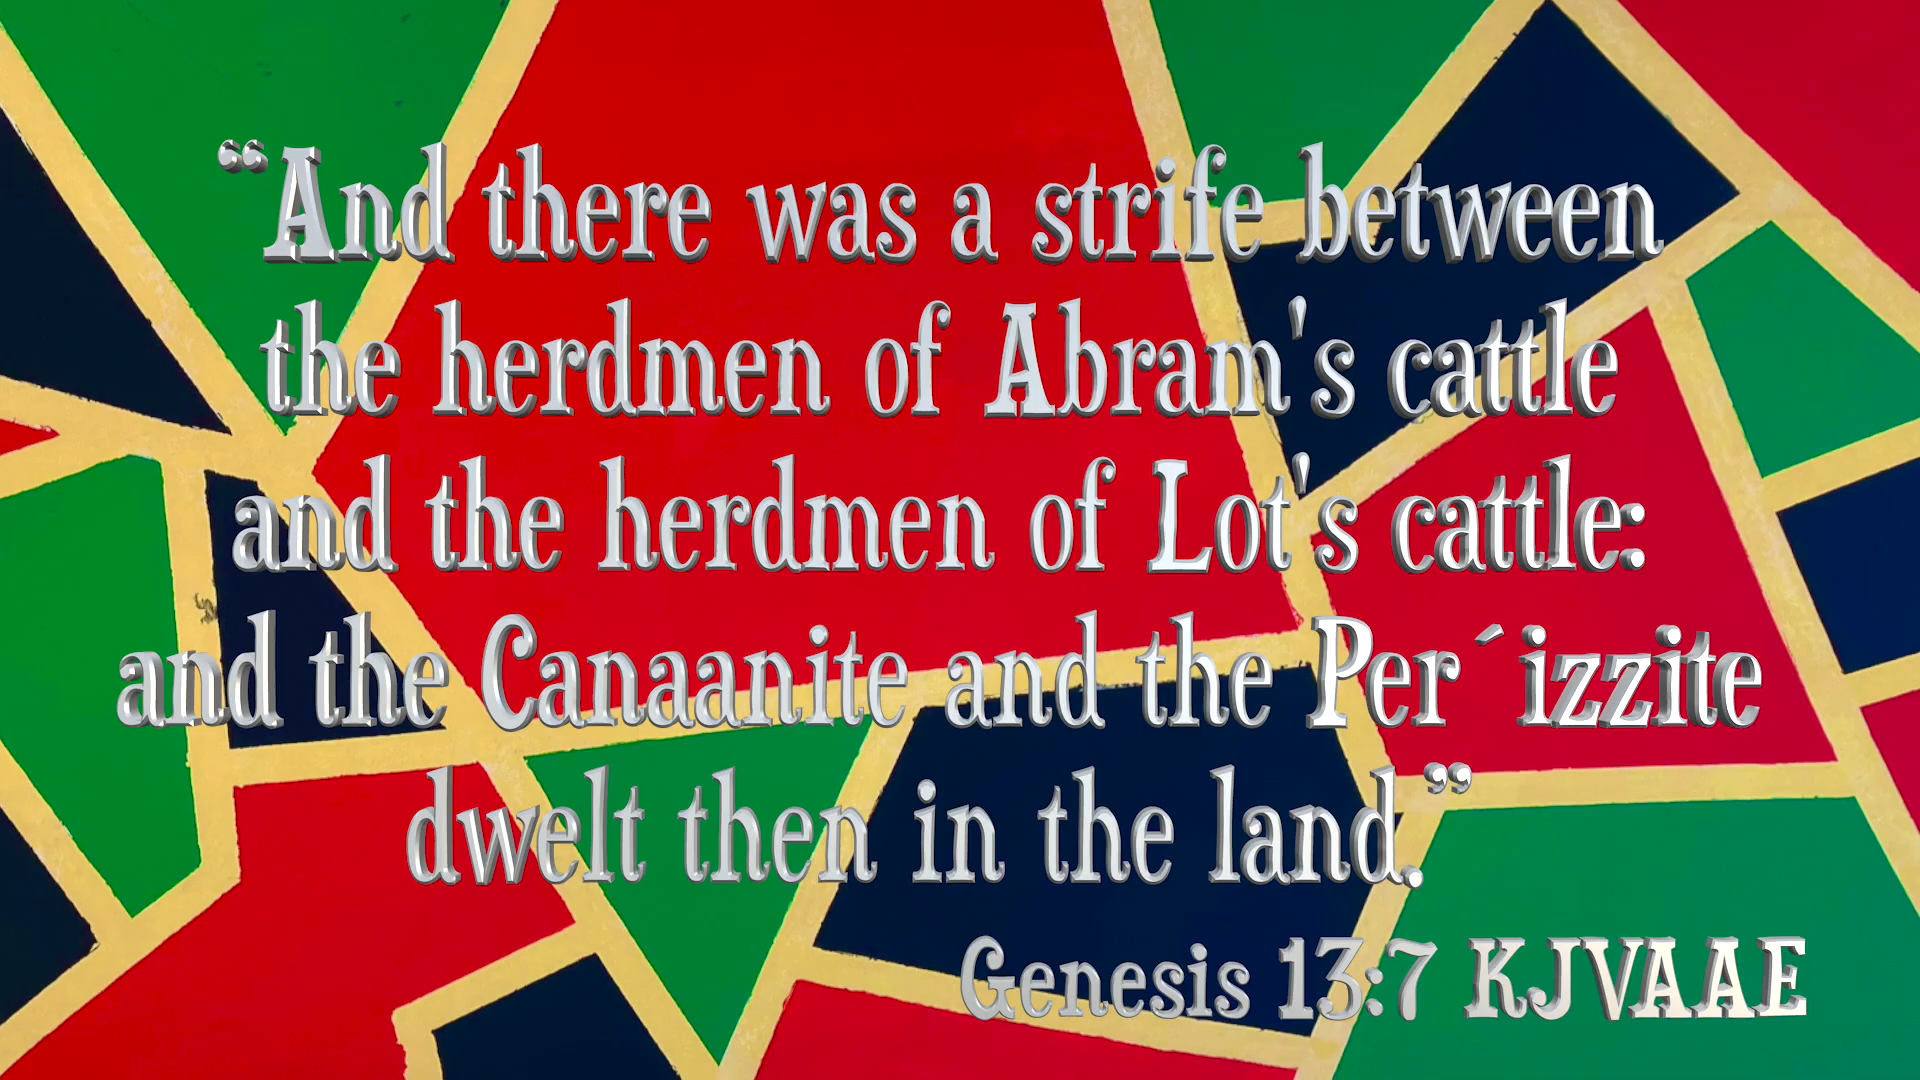 “And there was a strife between
the herdmen of Abram's cattle
and the herdmen of Lot's cattle:
and the Canaanite and the Per´izzite
dwelt then in the land.”
Genesis 13:7 KJVAAE